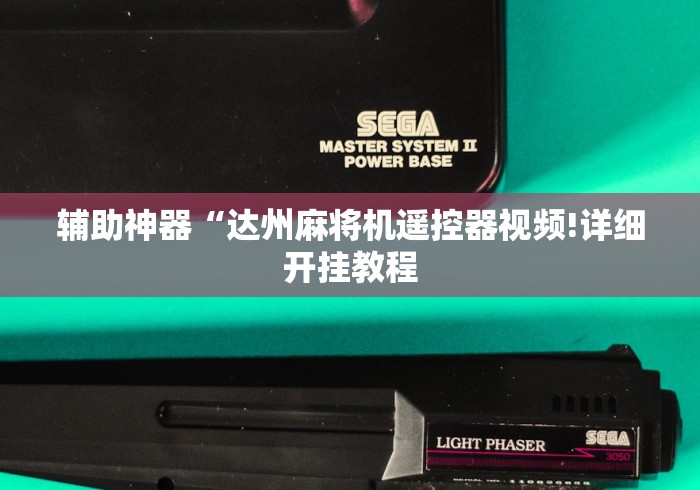 SEGA
MASTER SYSTEM II
POWER BASE
辅助神器“达州麻将机遥控器视频!详细
开挂教程
LIGHT PHASER
SEGA
3050